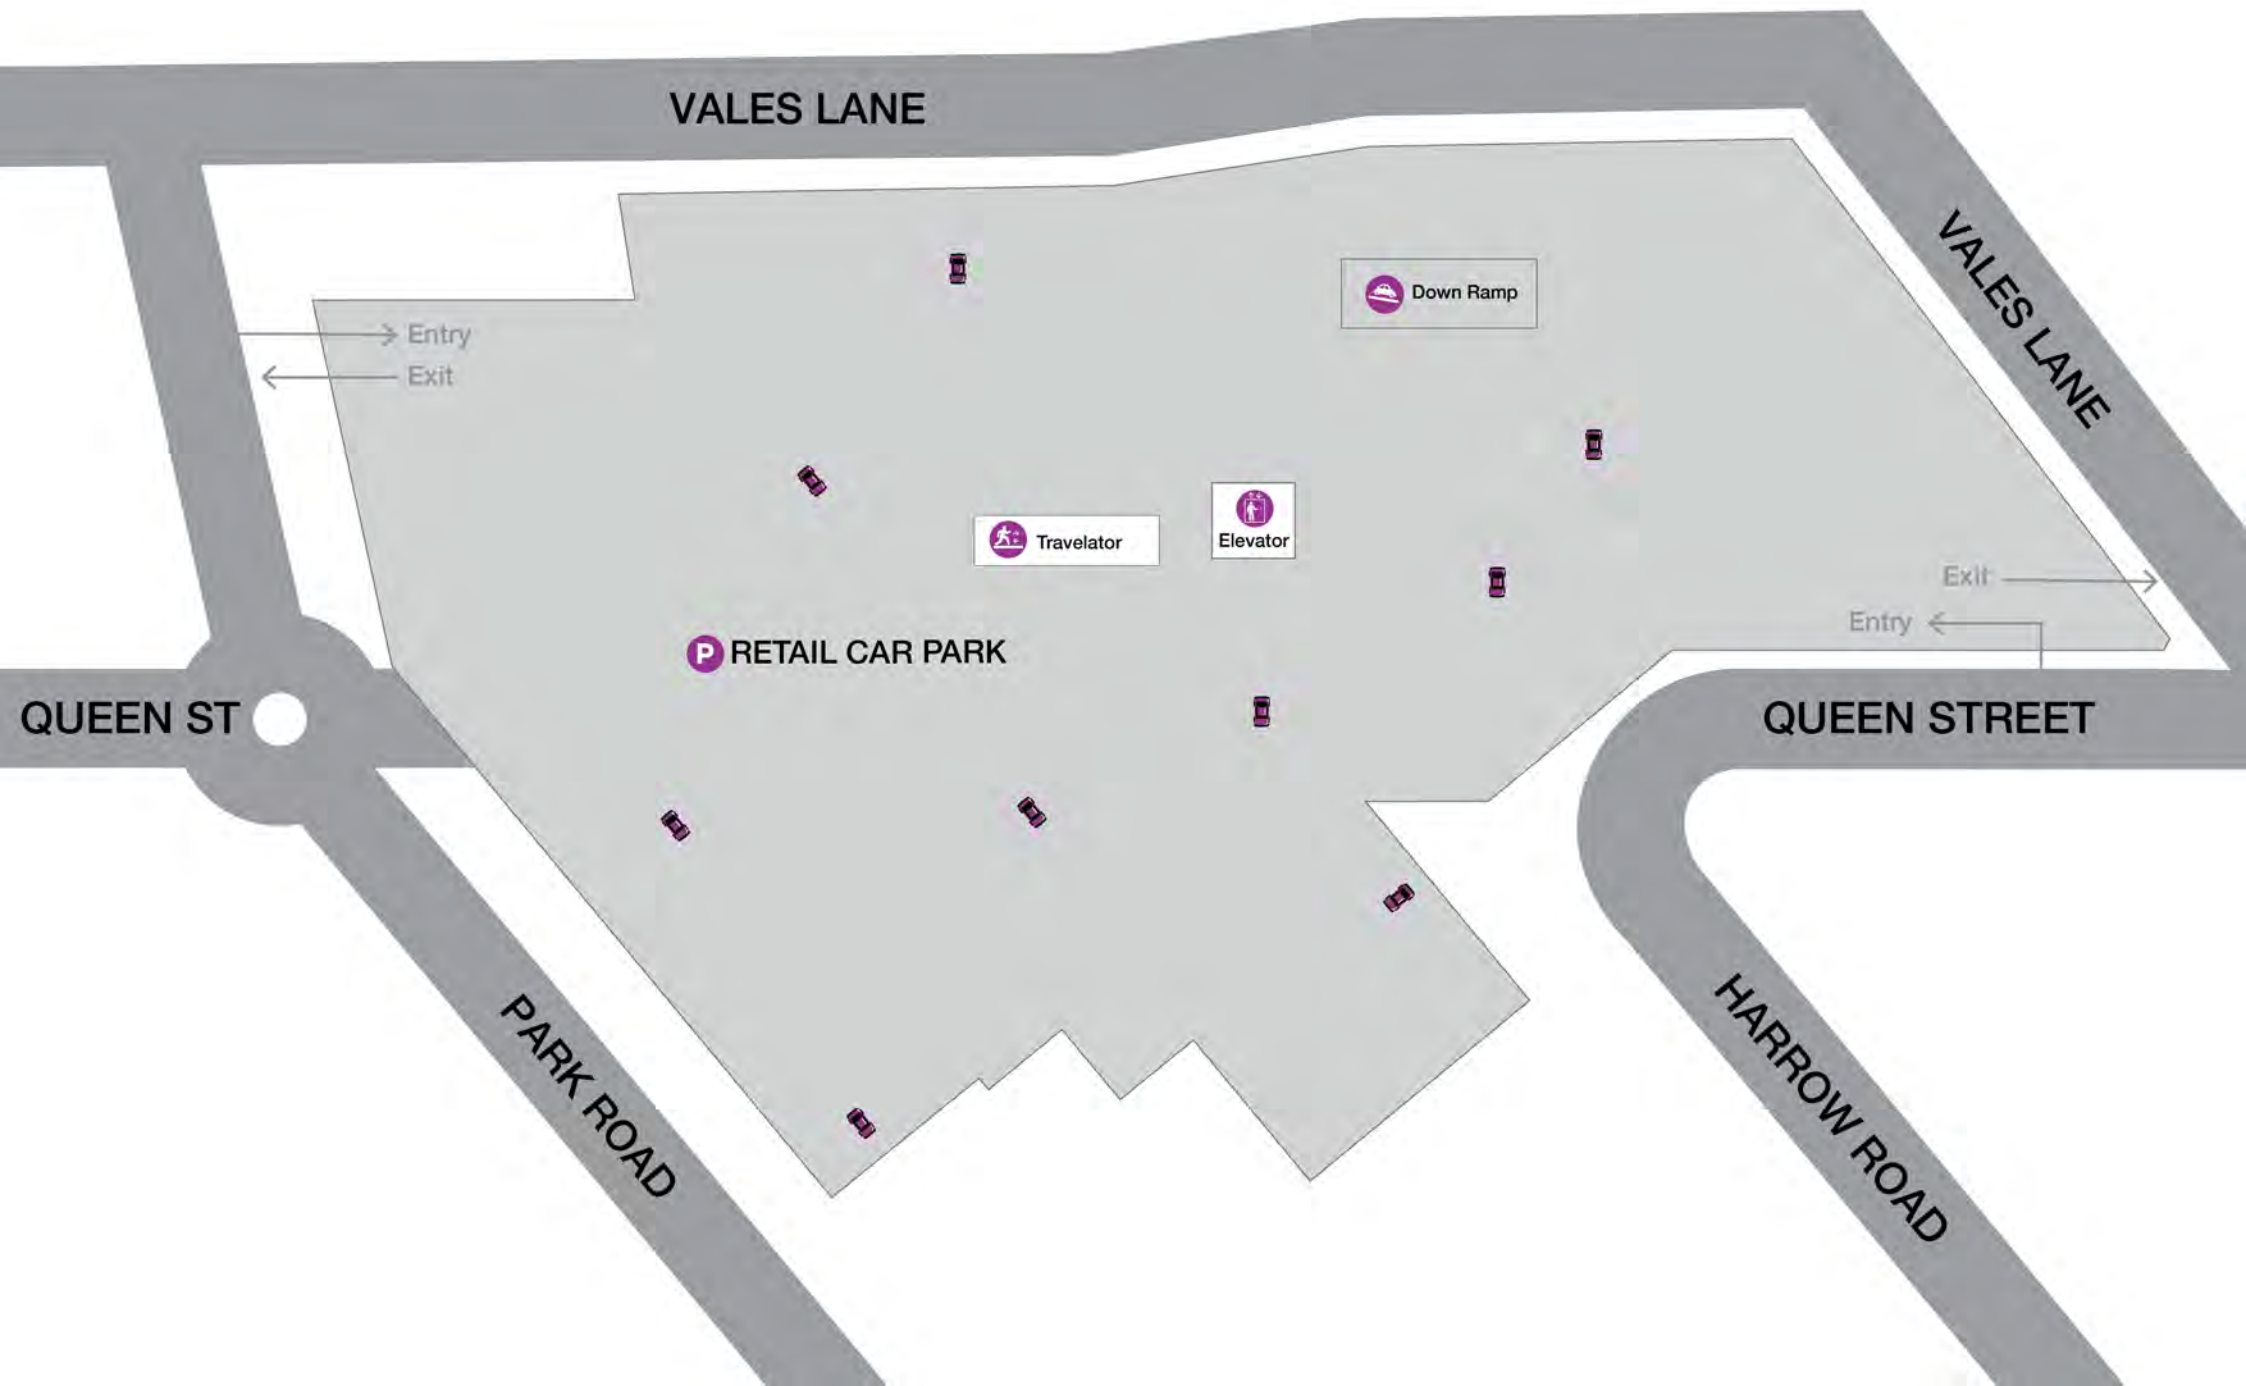 VALES LANE
VALES LANE
Down Ramp
Entry
Exit
Travelator
Elevator
Exit
Entry
P RETAIL CAR PARK
QUEEN ST
QUEEN STREET
PARK ROAD
HARROW ROAD